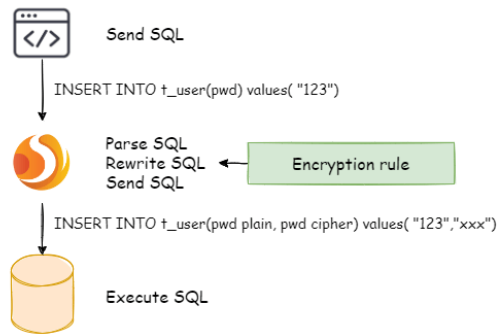 </>
Send SQL
INSERT INTO t_user(pwd) values( "123")
Parse SQL
Rewrite SQL
Send SQL
Encryption rule
INSERT INTO t_user(pwd plain, pwd cipher) values( "123","xxx")
Execute SQL